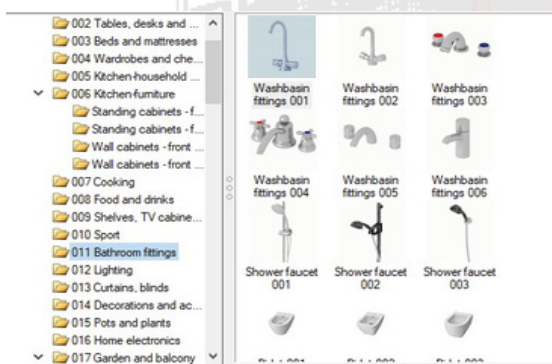 002 Tables, desks and ...
003 Beds and mattresses
004 Wardrobes and che...
005 Kitchen-household ...
006 Kitchen-furniture
Standing cabinets - f...
Standing cabinets - f...
Wall cabinets - front ...
Wall cabinets - front ...
007 Cooking
008 Food and drinks
009 Shelves, TV cabine...
010 Sport
011 Bathroom fittings
012 Lighting
013 Curtains, blinds
014 Decorations and ac...
015 Pots and plants
016 Home electronics
017 Garden and balcony
Washbasin
fittings 001
Washbasin
fittings 002
Washbasin
fittings 003
Washbasin
fittings 004
Washbasin
fittings 005
Washbasin
fittings 006
Shower faucet
001
Shower faucet
002
Shower faucet
003